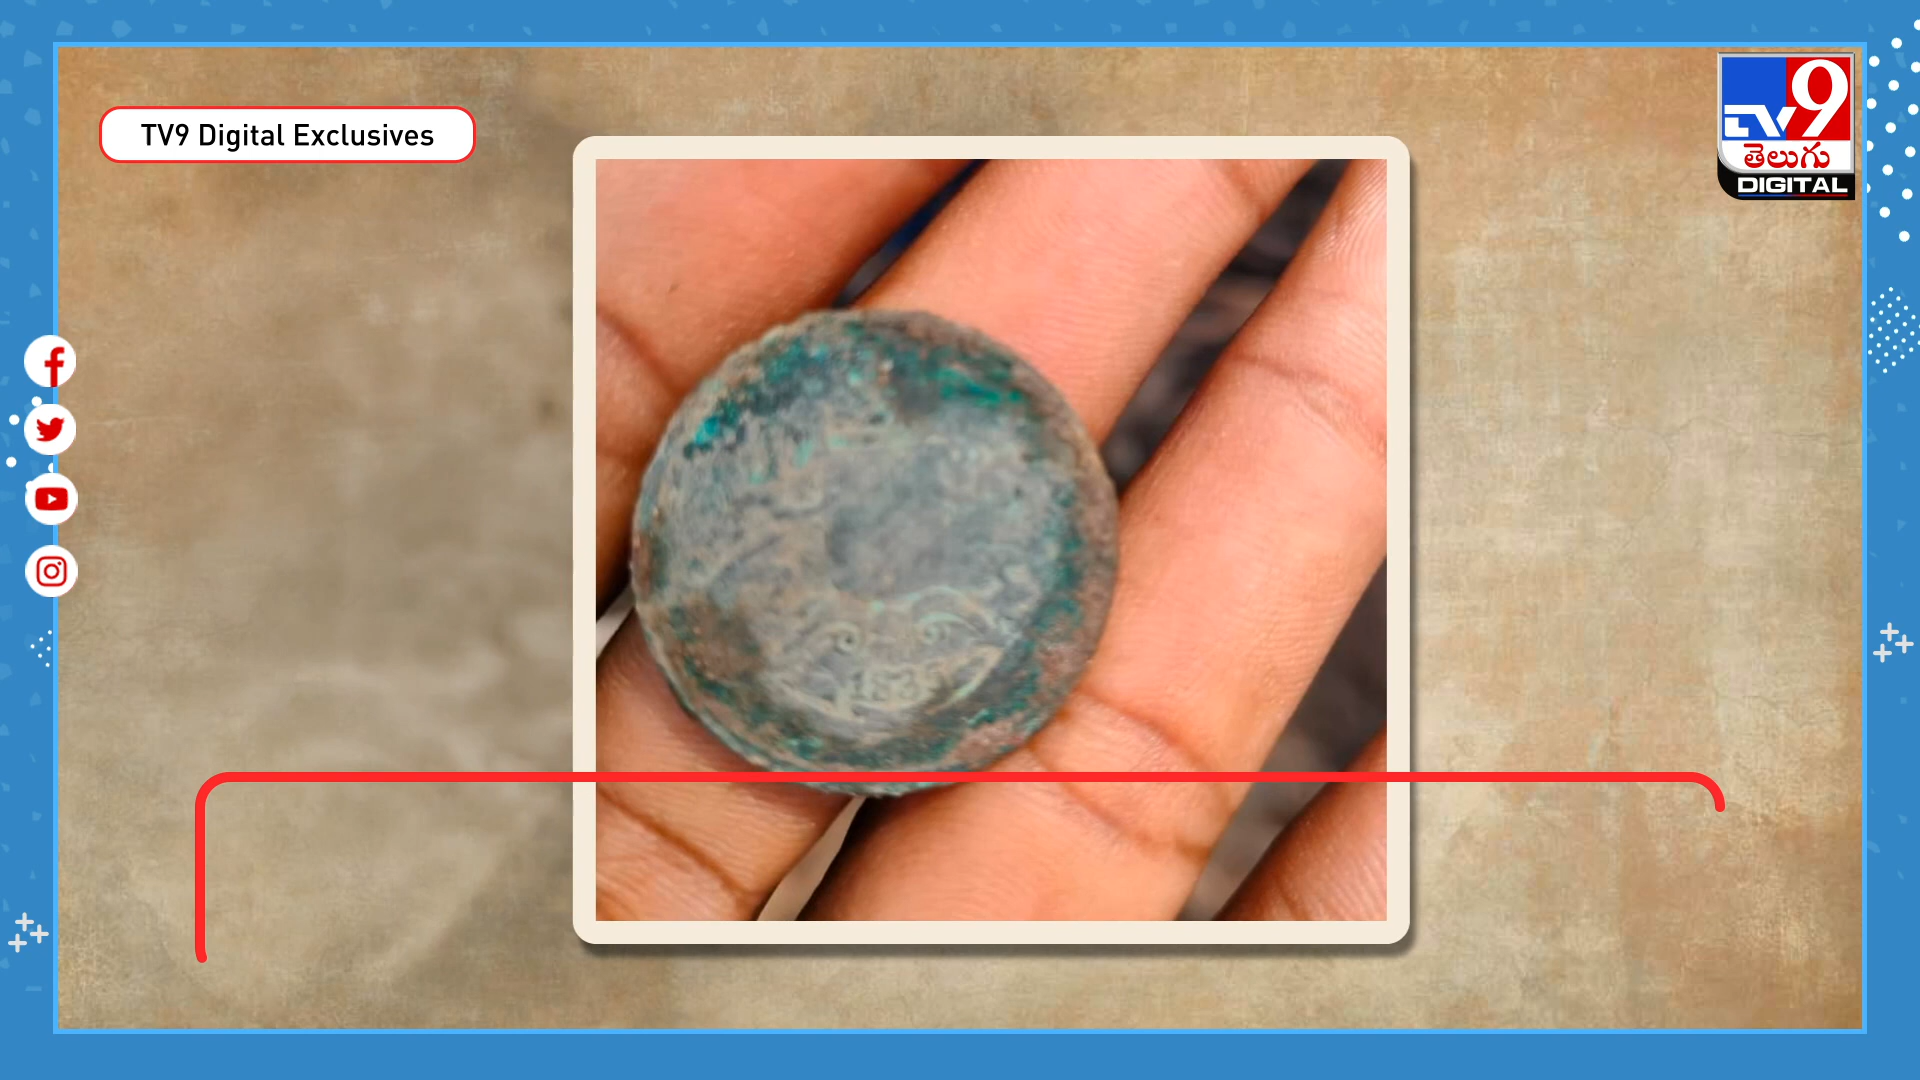 TV9 Digital Exclusives
TV9
తెలుగు
DIGITAL